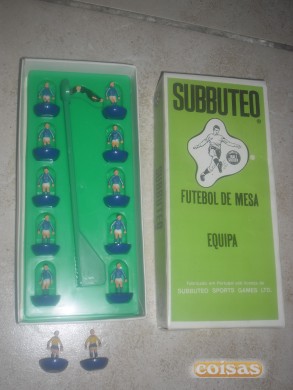 SUBBUTEO
FUTEBOL DE MESA
EQUIPA
SUBBUTEO SPORTS GAMES LTD.
coisas